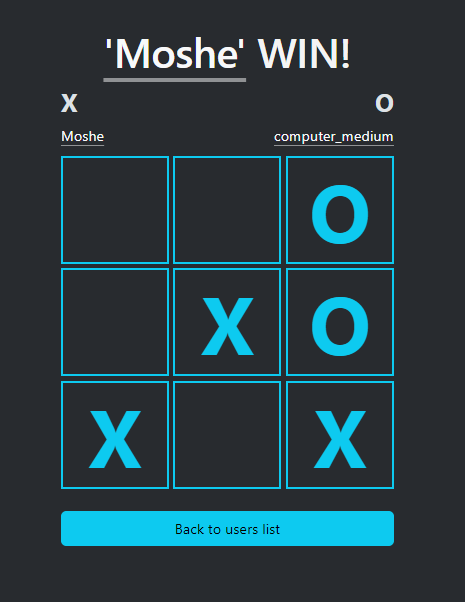 'Moshe' WIN!
X O
Moshe computer_medium
O
X O
X X
Back to users list